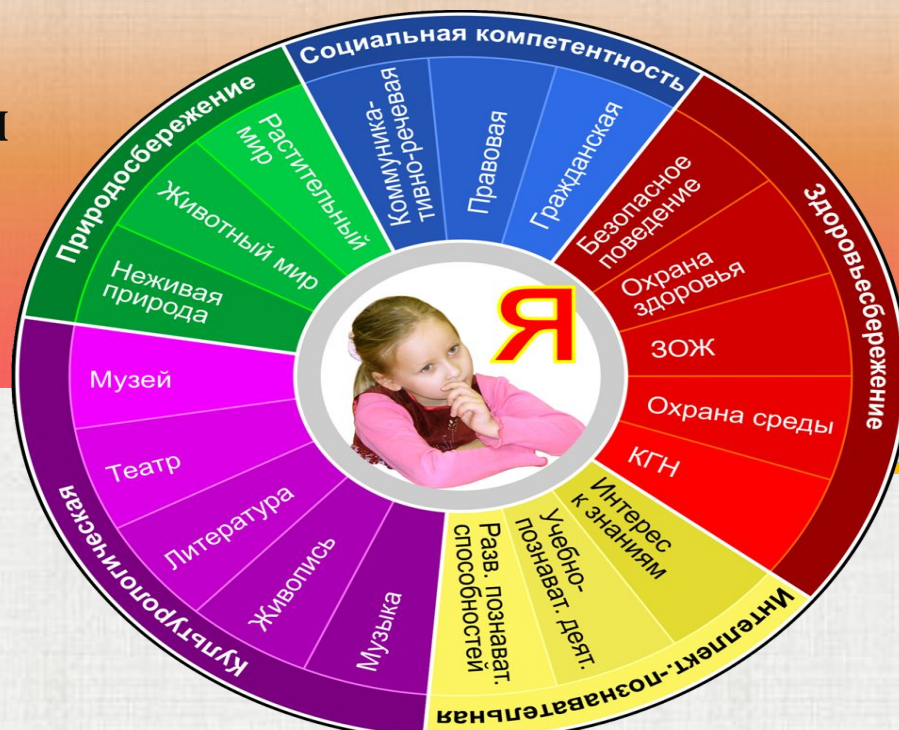 Социальная компетентность
Коммуника-
тивно-речевая
Правовая
Гражданская
Здоровьесбережение
Безопасное
поведение
Охрана
здоровья
ЗОЖ
Охрана среды
КГН
Интеллект.-познавательная
Интерес
к знаниям
Учебно-
познават. деят.
Разв. познават.
способностей
Культурологическая
Музыка
Живопись
Литература
Театр
Музей
Природосбережение
Неживая
природа
Животный мир
Растительный
мир
Я